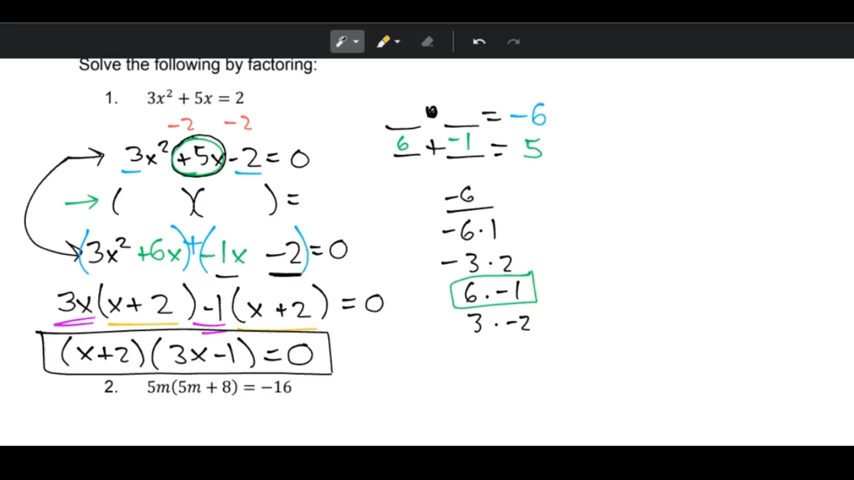 Solve the following by factoring:
1. 3x² + 5x = 2
-2 -2
3x² +5x -2 = 0
→ ( )( ) =
(3x² +6x)+(-1x -2) = 0
3x(x+2)-1(x+2) = 0
(x+2)(3x-1) = 0
2. 5m(5m + 8) = −16
__ • __ = -6
6 + -1 = 5
-6
-6·1
-3·2
6·-1
3·-2